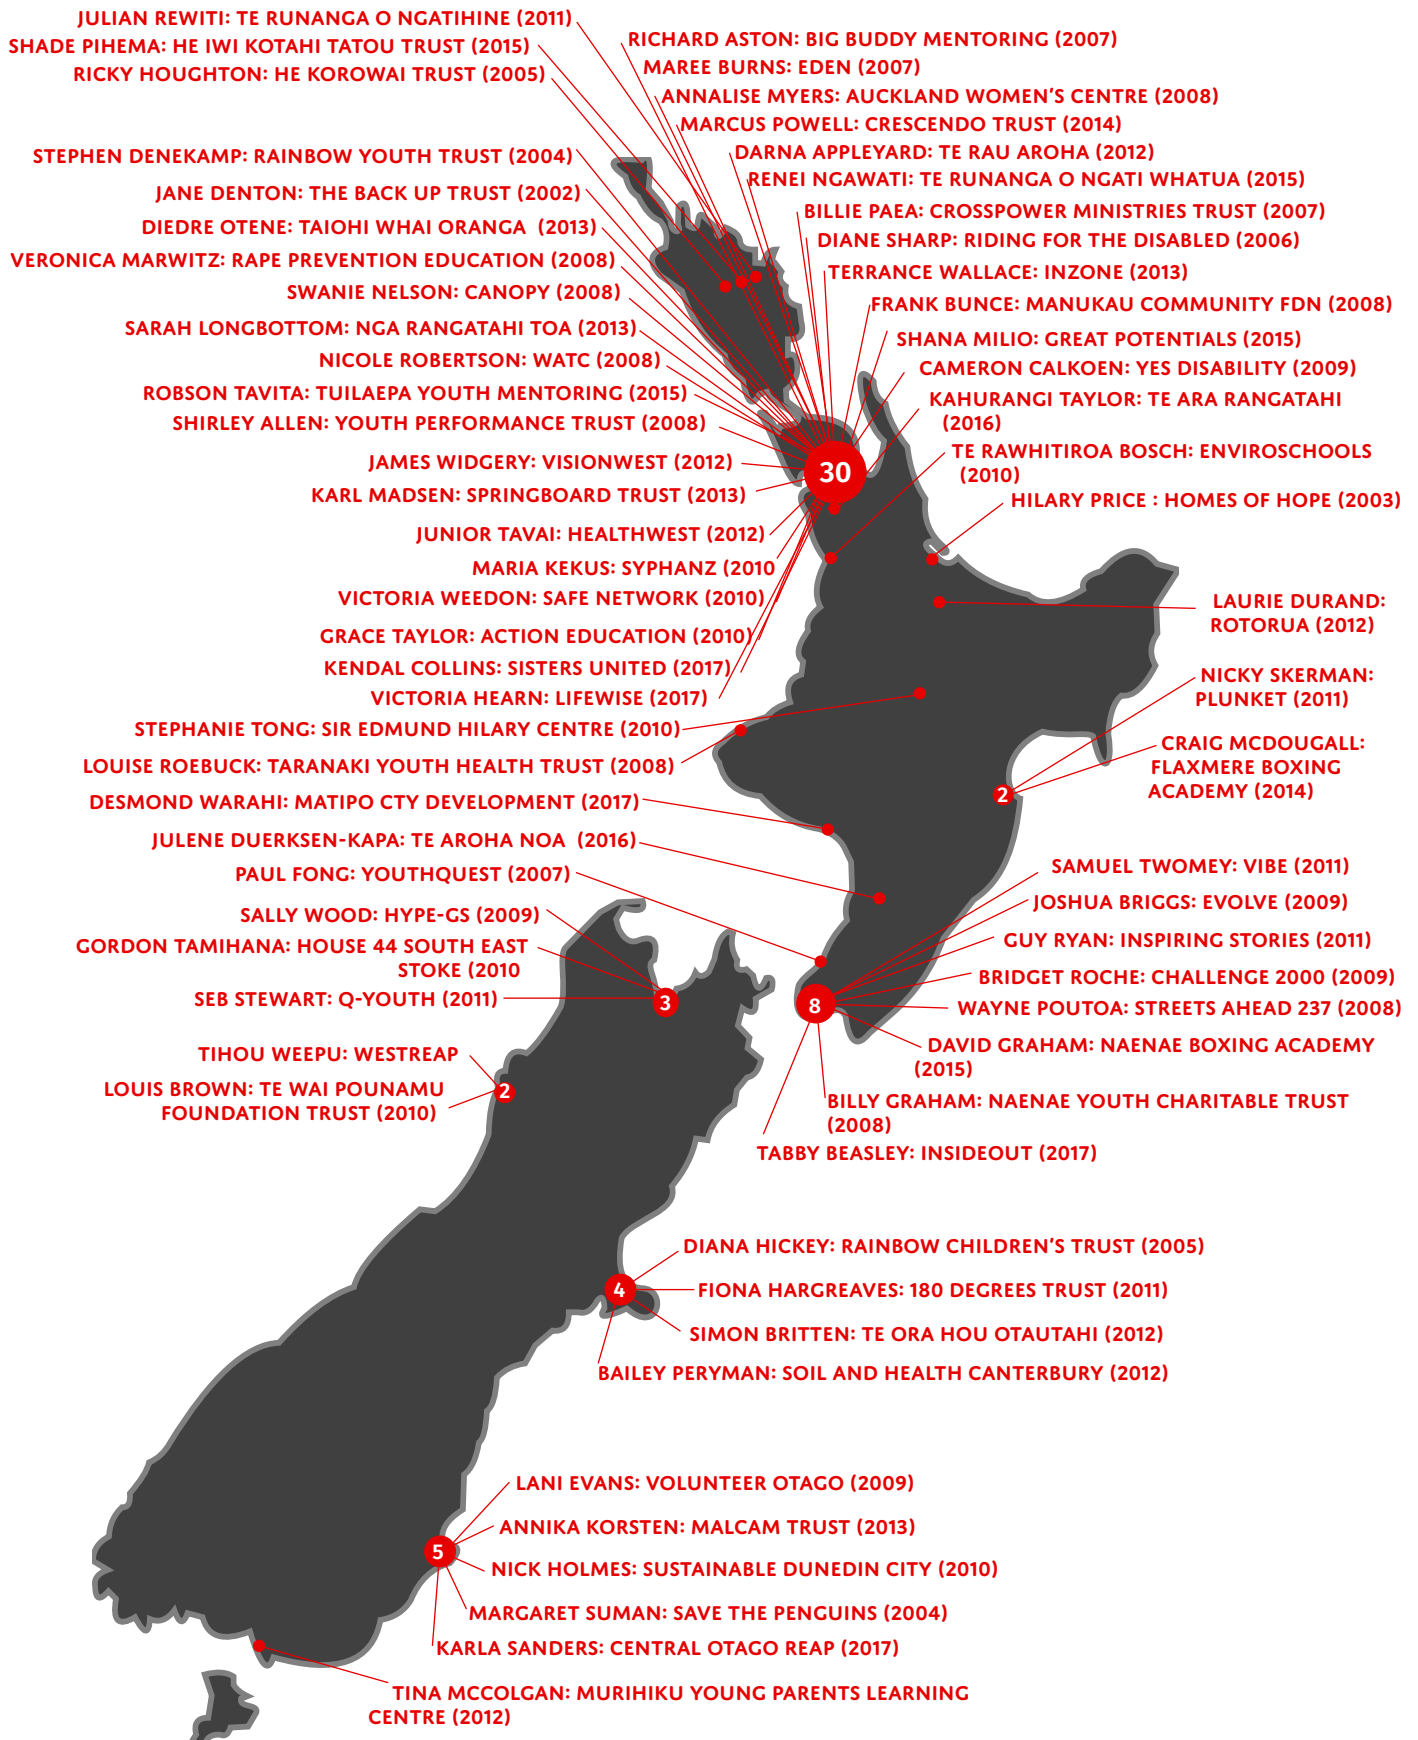 JULIAN REWITI: TE RUNANGA O NGATIHINE (2011)
SHADE PIHEMA: HE IWI KOTAHI TATOU TRUST (2015)
RICKY HOUGHTON: HE KOROWAI TRUST (2005)
RICHARD ASTON: BIG BUDDY MENTORING (2007)
MAREE BURNS: EDEN (2007)
ANNALISE MYERS: AUCKLAND WOMEN'S CENTRE (2008)
MARCUS POWELL: CRESCENDO TRUST (2014)
DARNA APPLEYARD: TE RAU AROHA (2012)
RENEI NGAWATI: TE RUNANGA O NGATI WHATUA (2015)
BILLIE PAEA: CROSSPOWER MINISTRIES TRUST (2007)
DIANE SHARP: RIDING FOR THE DISABLED (2006)
TERRANCE WALLACE: INZONE (2013)
FRANK BUNCE: MANUKAU COMMUNITY FDN (2008)
SHANA MILIO: GREAT POTENTIALS (2015)
CAMERON CALKOEN: YES DISABILITY (2009)
KAHURANGI TAYLOR: TE ARA RANGATAHI
(2016)
TE RAWHITIROA BOSCH: ENVIROSCHOOLS
(2010)
HILARY PRICE : HOMES OF HOPE (2003)
STEPHEN DENEKAMP: RAINBOW YOUTH TRUST (2004)
JANE DENTON: THE BACK UP TRUST (2002)
DIEDRE OTENE: TAIOHI WHAI ORANGA (2013)
VERONICA MARWITZ: RAPE PREVENTION EDUCATION (2008)
SWANIE NELSON: CANOPY (2008)
SARAH LONGBOTTOM: NGA RANGATAHI TOA (2013)
NICOLE ROBERTSON: WATC (2008)
ROBSON TAVITA: TUILAEPA YOUTH MENTORING (2015)
SHIRLEY ALLEN: YOUTH PERFORMANCE TRUST (2008)
JAMES WIDGERY: VISIONWEST (2012)
KARL MADSEN: SPRINGBOARD TRUST (2013)
JUNIOR TAVAI: HEALTHWEST (2012)
MARIA KEKUS: SYPHANZ (2010
VICTORIA WEEDON: SAFE NETWORK (2010)
GRACE TAYLOR: ACTION EDUCATION (2010)
KENDAL COLLINS: SISTERS UNITED (2017)
VICTORIA HEARN: LIFEWISE (2017)
30
LAURIE DURAND:
ROTORUA (2012)
NICKY SKERMAN:
PLUNKET (2011)
CRAIG MCDOUGALL:
FLAXMERE BOXING
ACADEMY (2014)
2
STEPHANIE TONG: SIR EDMUND HILARY CENTRE (2010)
LOUISE ROEBUCK: TARANAKI YOUTH HEALTH TRUST (2008)
DESMOND WARAHI: MATIPO CTY DEVELOPMENT (2017)
JULENE DUERKSEN-KAPA: TE AROHA NOA (2016)
PAUL FONG: YOUTHQUEST (2007)
SALLY WOOD: HYPE-GS (2009)
GORDON TAMIHANA: HOUSE 44 SOUTH EAST
STOKE (2010
SEB STEWART: Q-YOUTH (2011)
3
SAMUEL TWOMEY: VIBE (2011)
JOSHUA BRIGGS: EVOLVE (2009)
GUY RYAN: INSPIRING STORIES (2011)
BRIDGET ROCHE: CHALLENGE 2000 (2009)
WAYNE POUTOA: STREETS AHEAD 237 (2008)
DAVID GRAHAM: NAENAE BOXING ACADEMY
(2015)
BILLY GRAHAM: NAENAE YOUTH CHARITABLE TRUST
(2008)
TABBY BEASLEY: INSIDEOUT (2017)
8
TIHOU WEEPU: WESTREAP
LOUIS BROWN: TE WAI POUNAMU
FOUNDATION TRUST (2010)
2
DIANA HICKEY: RAINBOW CHILDREN'S TRUST (2005)
FIONA HARGREAVES: 180 DEGREES TRUST (2011)
SIMON BRITTEN: TE ORA HOU OTAUTAHI (2012)
BAILEY PERYMAN: SOIL AND HEALTH CANTERBURY (2012)
4
LANI EVANS: VOLUNTEER OTAGO (2009)
ANNIKA KORSTEN: MALCAM TRUST (2013)
NICK HOLMES: SUSTAINABLE DUNEDIN CITY (2010)
MARGARET SUMAN: SAVE THE PENGUINS (2004)
KARLA SANDERS: CENTRAL OTAGO REAP (2017)
5
TINA MCCOLGAN: MURIHIKU YOUNG PARENTS LEARNING
CENTRE (2012)